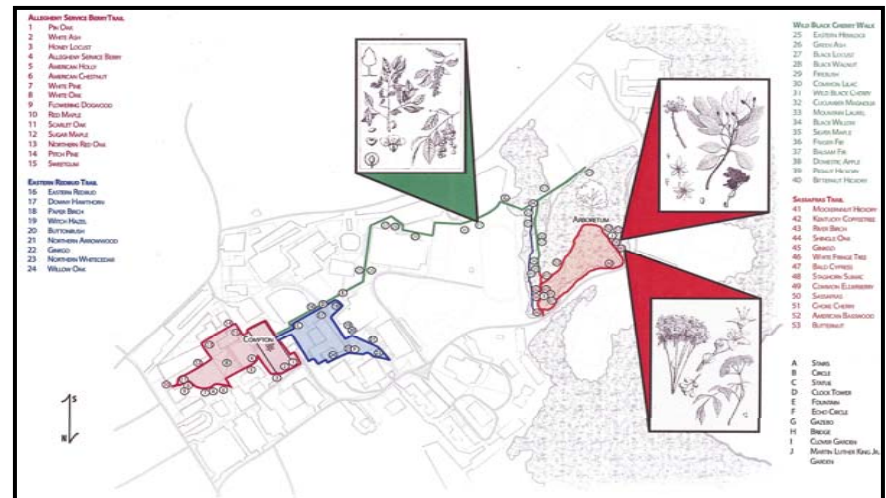 ALLEGHENY SERVICE BERRY TRAIL
1 PIN OAK
2 WHITE ASH
3 HONEY LOCUST
4 ALLEGHENY SERVICE BERRY
5 AMERICAN HOLLY
6 AMERICAN CHESTNUT
7 WHITE PINE
8 WHITE OAK
9 FLOWERING DOGWOOD
10 RED MAPLE
11 SCARLET OAK
12 SUGAR MAPLE
13 NORTHERN RED OAK
14 PITCH PINE
15 SWEETGUM
EASTERN REDBUD TRAIL
16 EASTERN REDBUD
17 DOWNY HAWTHORN
18 PAPER BIRCH
19 WITCH HAZEL
20 BUTTONBUSH
21 NORTHERN ARROWWOOD
22 GINKGO
23 NORTHERN WHITECEDAR
24 WILLOW OAK
COMPTON
ARBORETUM
S
N
WILD BLACK CHERRY WALK
25 EASTERN HEMLOCK
26 GREEN ASH
27 BLACK LOCUST
28 BLACK WALNUT
29 FIREBUSH
30 COMMON LILAC
31 WILD BLACK CHERRY
32 CUCUMBER MAGNOLIA
33 MOUNTAIN LAUREL
34 BLACK WILLOW
35 SILVER MAPLE
36 FRASER FIR
37 BALSAM FIR
38 DOMESTIC APPLE
39 PIGNUT HICKORY
40 BITTERNUT HICKORY
SASSAFRAS TRAIL
41 MOCKERNUT HICKORY
42 KENTUCKY COFFEETREE
43 RIVER BIRCH
44 SHINGLE OAK
45 GINKGO
46 WHITE FRINGE TREE
47 BALD CYPRESS
48 STAGHORN SUMAC
49 COMMON ELDERBERRY
50 SASSAFRAS
51 CHOKE CHERRY
52 AMERICAN BASSWOOD
53 BUTTERNUT
A STAIRS
B CIRCLE
C STATUE
D CLOCK TOWER
E FOUNTAIN
F ECHO CIRCLE
G GAZEBO
H BRIDGE
I CLOVER GARDEN
J MARTIN LUTHER KING JR.
GARDEN